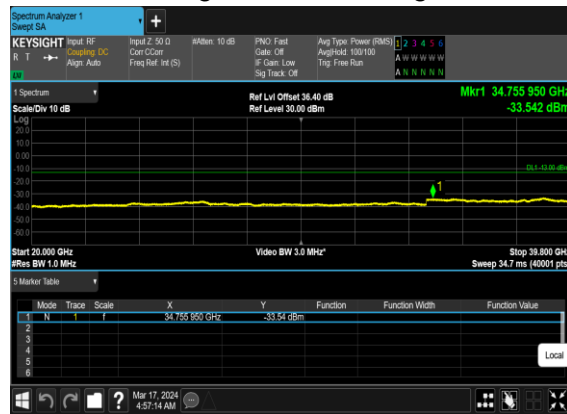 Spectrum Analyzer 1
Swept SA
+
KEYSIGHT Input: RF Input Z: 50 Ω #Atten: 10 dB PNO: Fast Avg Type: Power (RMS) 1 2 3 4 5 6
R T Coupling: DC Corr CCorr Gate: Off Avg|Hold: 100/100 A W W W W W
Align: Auto Freq Ref: Int (S) IF Gain: Low Trig: Free Run
LXI Sig Track: Off A N N N N N
1 Spectrum Ref Lvl Offset 36.40 dB Mkr1 34.755 950 GHz
Scale/Div 10 dB Ref Level 30.00 dBm -33.542 dBm
Log
20.0
10.0
0.00
-10.0 DL1 -13.00 dBm
-20.0
-30.0 1
-40.0
-50.0
-60.0
Start 20.000 GHz Video BW 3.0 MHz* Stop 39.800 GHz
#Res BW 1.0 MHz Sweep 34.7 ms (40001 pts)
5 Marker Table
Mode Trace Scale X Y Function Function Width Function Value
1 N 1 f 34.755 950 GHz -33.54 dBm
2
3
4
5
6
Local
? Mar 17, 2024
4:57:14 AM